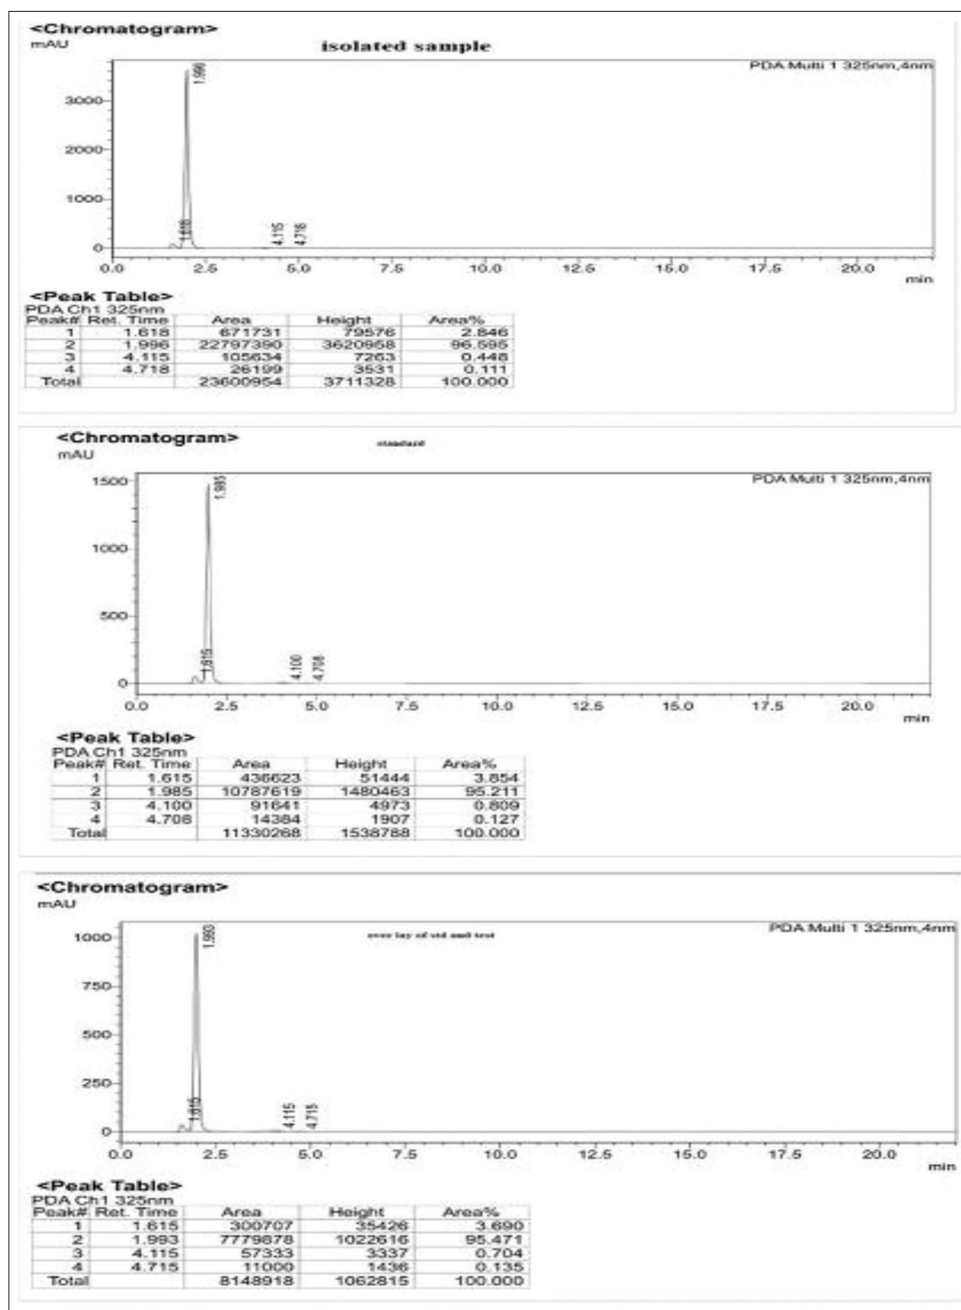 <Chromatogram>
mAU
isolated sample
PDA Multi 1 325nm,4nm
1.996
3000
2000
1000
0
1.618
4.115
4.718
0.0 2.5 5.0 7.5 10.0 12.5 15.0 17.5 20.0
min
<Peak Table>
PDA Ch1 325nm
Peak# Ret. Time Area Height Area%
1 1.618 671731 79576 2.846
2 1.996 22797390 3620958 96.595
3 4.115 105634 7263 0.448
4 4.718 26199 3531 0.111
Total 23600954 3711328 100.000
<Chromatogram>
mAU
standard
PDA Multi 1 325nm,4nm
1.985
1500
1000
500
0
1.615
4.100
4.708
0.0 2.5 5.0 7.5 10.0 12.5 15.0 17.5 20.0
min
<Peak Table>
PDA Ch1 325nm
Peak# Ret. Time Area Height Area%
1 1.615 436623 51444 3.854
2 1.985 10787619 1480463 95.211
3 4.100 91641 4973 0.809
4 4.708 14384 1907 0.127
Total 11330268 1538788 100.000
<Chromatogram>
mAU
over lay of std and test
PDA Multi 1 325nm,4nm
1.993
1000
750
500
250
0
1.615
4.115
4.715
0.0 2.5 5.0 7.5 10.0 12.5 15.0 17.5 20.0
min
<Peak Table>
PDA Ch1 325nm
Peak# Ret. Time Area Height Area%
1 1.615 300707 35426 3.690
2 1.993 7779878 1022616 95.471
3 4.115 57333 3337 0.704
4 4.715 11000 1436 0.135
Total 8148918 1062815 100.000